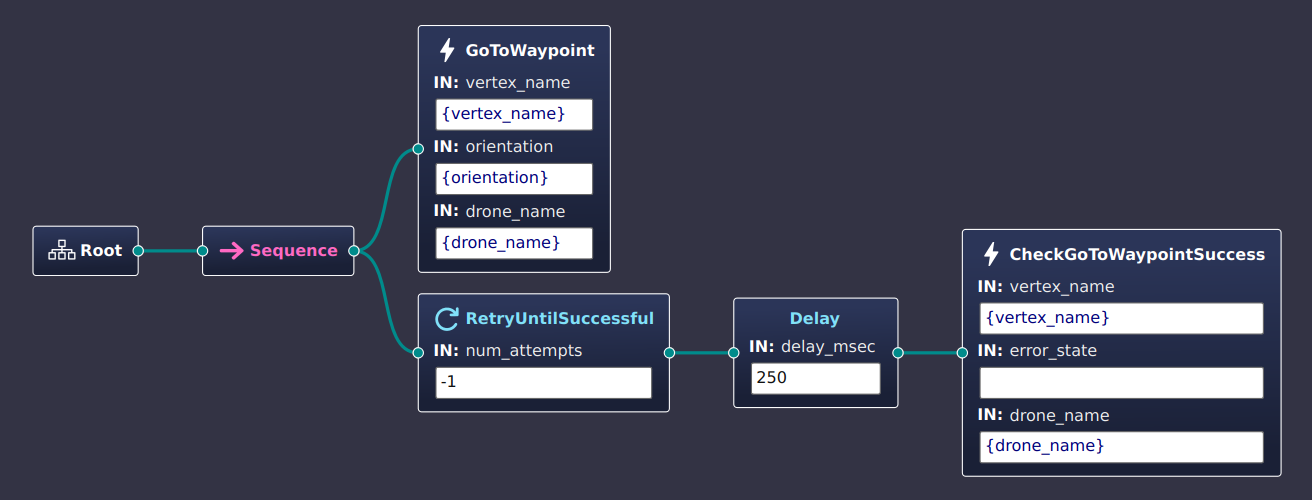 Root
Sequence
GoToWaypoint
IN: vertex_name
{vertex_name}
IN: orientation
{orientation}
IN: drone_name
{drone_name}
RetryUntilSuccessful
IN: num_attempts
-1
Delay
IN: delay_msec
250
CheckGoToWaypointSuccess
IN: vertex_name
{vertex_name}
IN: error_state
IN: drone_name
{drone_name}